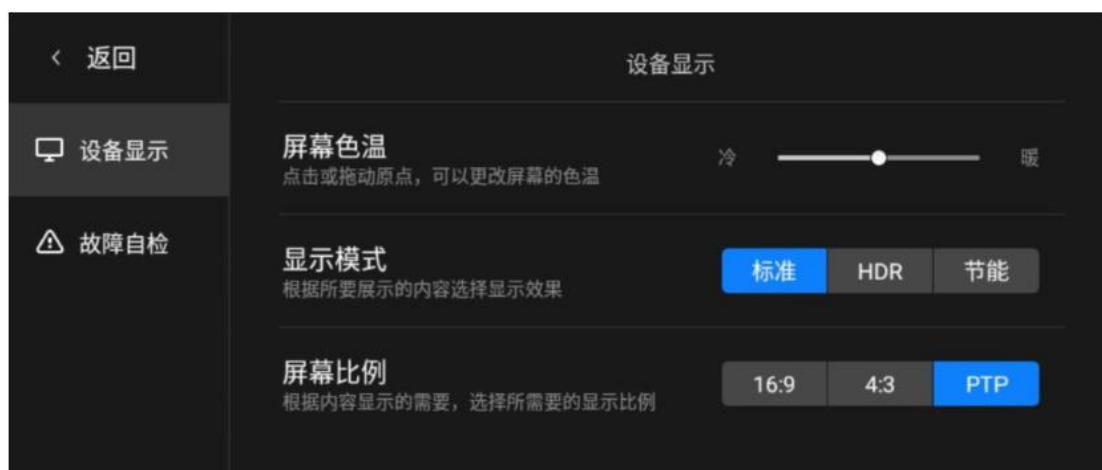 返回
设备显示
故障自检
设备显示
屏幕色温
点击或拖动原点，可以更改屏幕的色温
冷 暖
显示模式
根据所要展示的内容选择显示效果
标准 HDR 节能
屏幕比例
根据内容显示的需要，选择所需要的显示比例
16:9 4:3 PTP